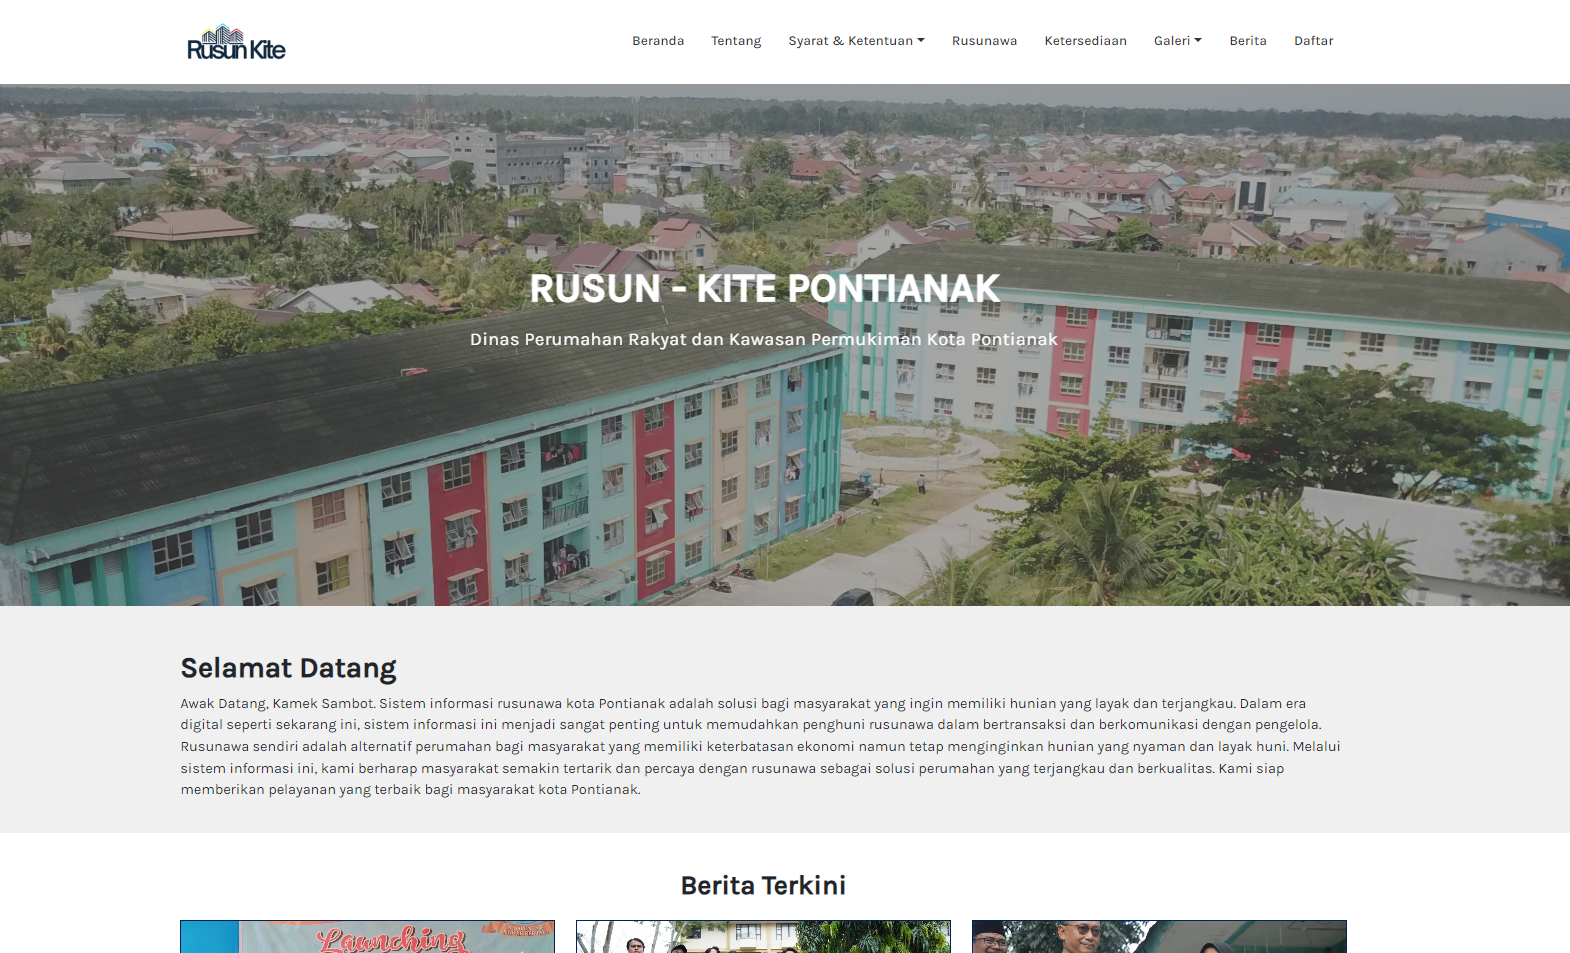 Rusun Kite
Beranda Tentang Syarat & Ketentuan Rusunawa Ketersediaan Galeri Berita Daftar
RUSUN - KITE PONTIANAK
Dinas Perumahan Rakyat dan Kawasan Permukiman Kota Pontianak
Selamat Datang
Awak Datang, Kamek Sambot. Sistem informasi rusunawa kota Pontianak adalah solusi bagi masyarakat yang ingin memiliki hunian yang layak dan terjangkau. Dalam era
digital seperti sekarang ini, sistem informasi ini menjadi sangat penting untuk memudahkan penghuni rusunawa dalam bertransaksi dan berkomunikasi dengan pengelola.
Rusunawa sendiri adalah alternatif perumahan bagi masyarakat yang memiliki keterbatasan ekonomi namun tetap menginginkan hunian yang nyaman dan layak huni. Melalui
sistem informasi ini, kami berharap masyarakat semakin tertarik dan percaya dengan rusunawa sebagai solusi perumahan yang terjangkau dan berkualitas. Kami siap
memberikan pelayanan yang terbaik bagi masyarakat kota Pontianak.
Berita Terkini
Launching